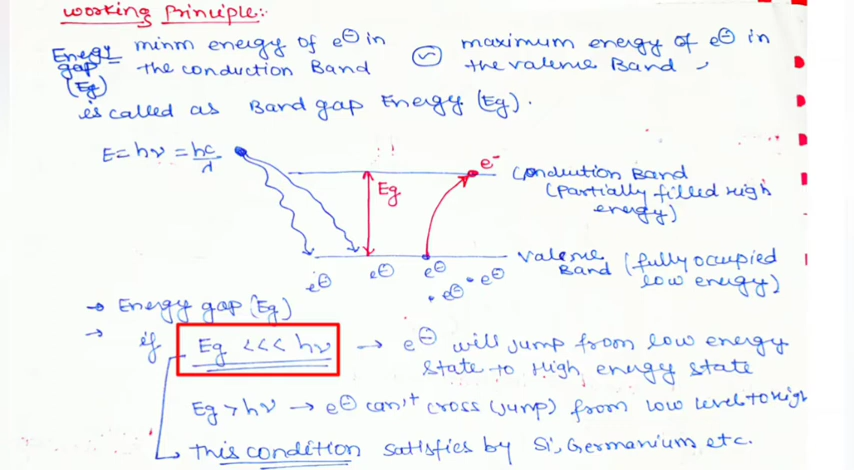 Working Principle:-
Energy gap (Eg) minm energy of e⊖ in the conduction Band ~ maximum energy of e⊖ in the valence Band,
is called as Band gap Energy (Eg).
E = hν = hc/λ
e-
Eg
Conduction Band
(Partially filled High energy)
Valence Band (fully occupied low energy)
e⊖ e⊖ e⊖
e⊖ e⊖
→ Energy gap (Eg)
→ if Eg <<< hν → e⊖ will jump from low energy
state to High energy state
Eg > hν → e⊖ can't cross (jump) from low level to high
this condition satisfies by Si, Germanium etc.